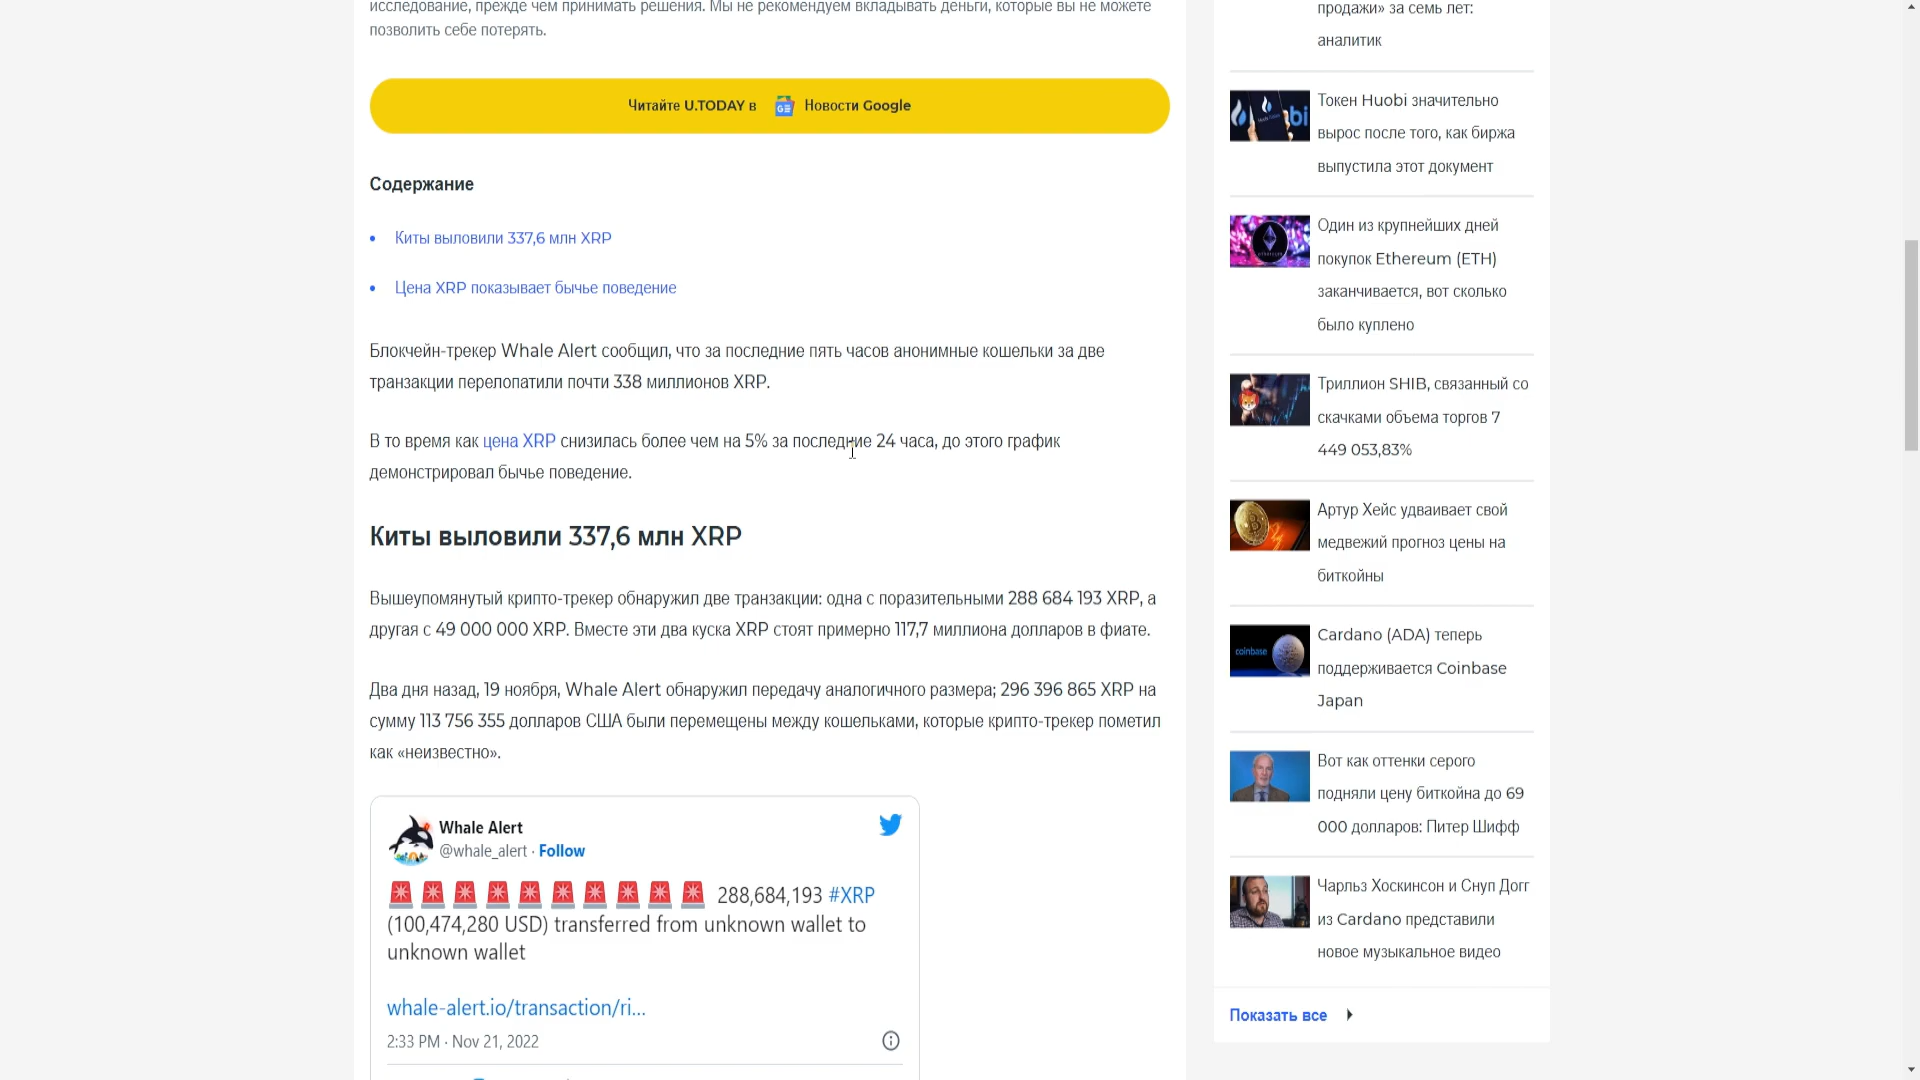 исследование, прежде чем принимать решения. Мы не рекомендуем вкладывать деньги, которые вы не можете
позволить себе потерять.
Читайте U.TODAY в Новости Google
Содержание
Киты выловили 337,6 млн XRP
Цена XRP показывает бычье поведение
Блокчейн-трекер Whale Alert сообщил, что за последние пять часов анонимные кошельки за две
транзакции перелопатили почти 338 миллионов XRP.
В то время как цена XRP снизилась более чем на 5% за последние 24 часа, до этого график
демонстрировал бычье поведение.
Киты выловили 337,6 млн XRP
Вышеупомянутый крипто-трекер обнаружил две транзакции: одна с поразительными 288 684 193 XRP, а
другая с 49 000 000 XRP. Вместе эти два куска XRP стоят примерно 117,7 миллиона долларов в фиате.
Два дня назад, 19 ноября, Whale Alert обнаружил передачу аналогичного размера; 296 396 865 XRP на
сумму 113 756 355 долларов США были перемещены между кошельками, которые крипто-трекер пометил
как «неизвестно».
Whale Alert
@whale_alert · Follow
288,684,193 #XRP
(100,474,280 USD) transferred from unknown wallet to
unknown wallet
whale-alert.io/transaction/ri...
2:33 PM · Nov 21, 2022
продажи» за семь лет:
аналитик
Токен Huobi значительно
вырос после того, как биржа
выпустила этот документ
Один из крупнейших дней
покупок Ethereum (ETH)
заканчивается, вот сколько
было куплено
Триллион SHIB, связанный со
скачками объема торгов 7
449 053,83%
Артур Хейс удваивает свой
медвежий прогноз цены на
биткойны
coinbase
Cardano (ADA) теперь
поддерживается Coinbase
Japan
Вот как оттенки серого
подняли цену биткойна до 69
000 долларов: Питер Шифф
Чарльз Хоскинсон и Снуп Догг
из Cardano представили
новое музыкальное видео
Показать все